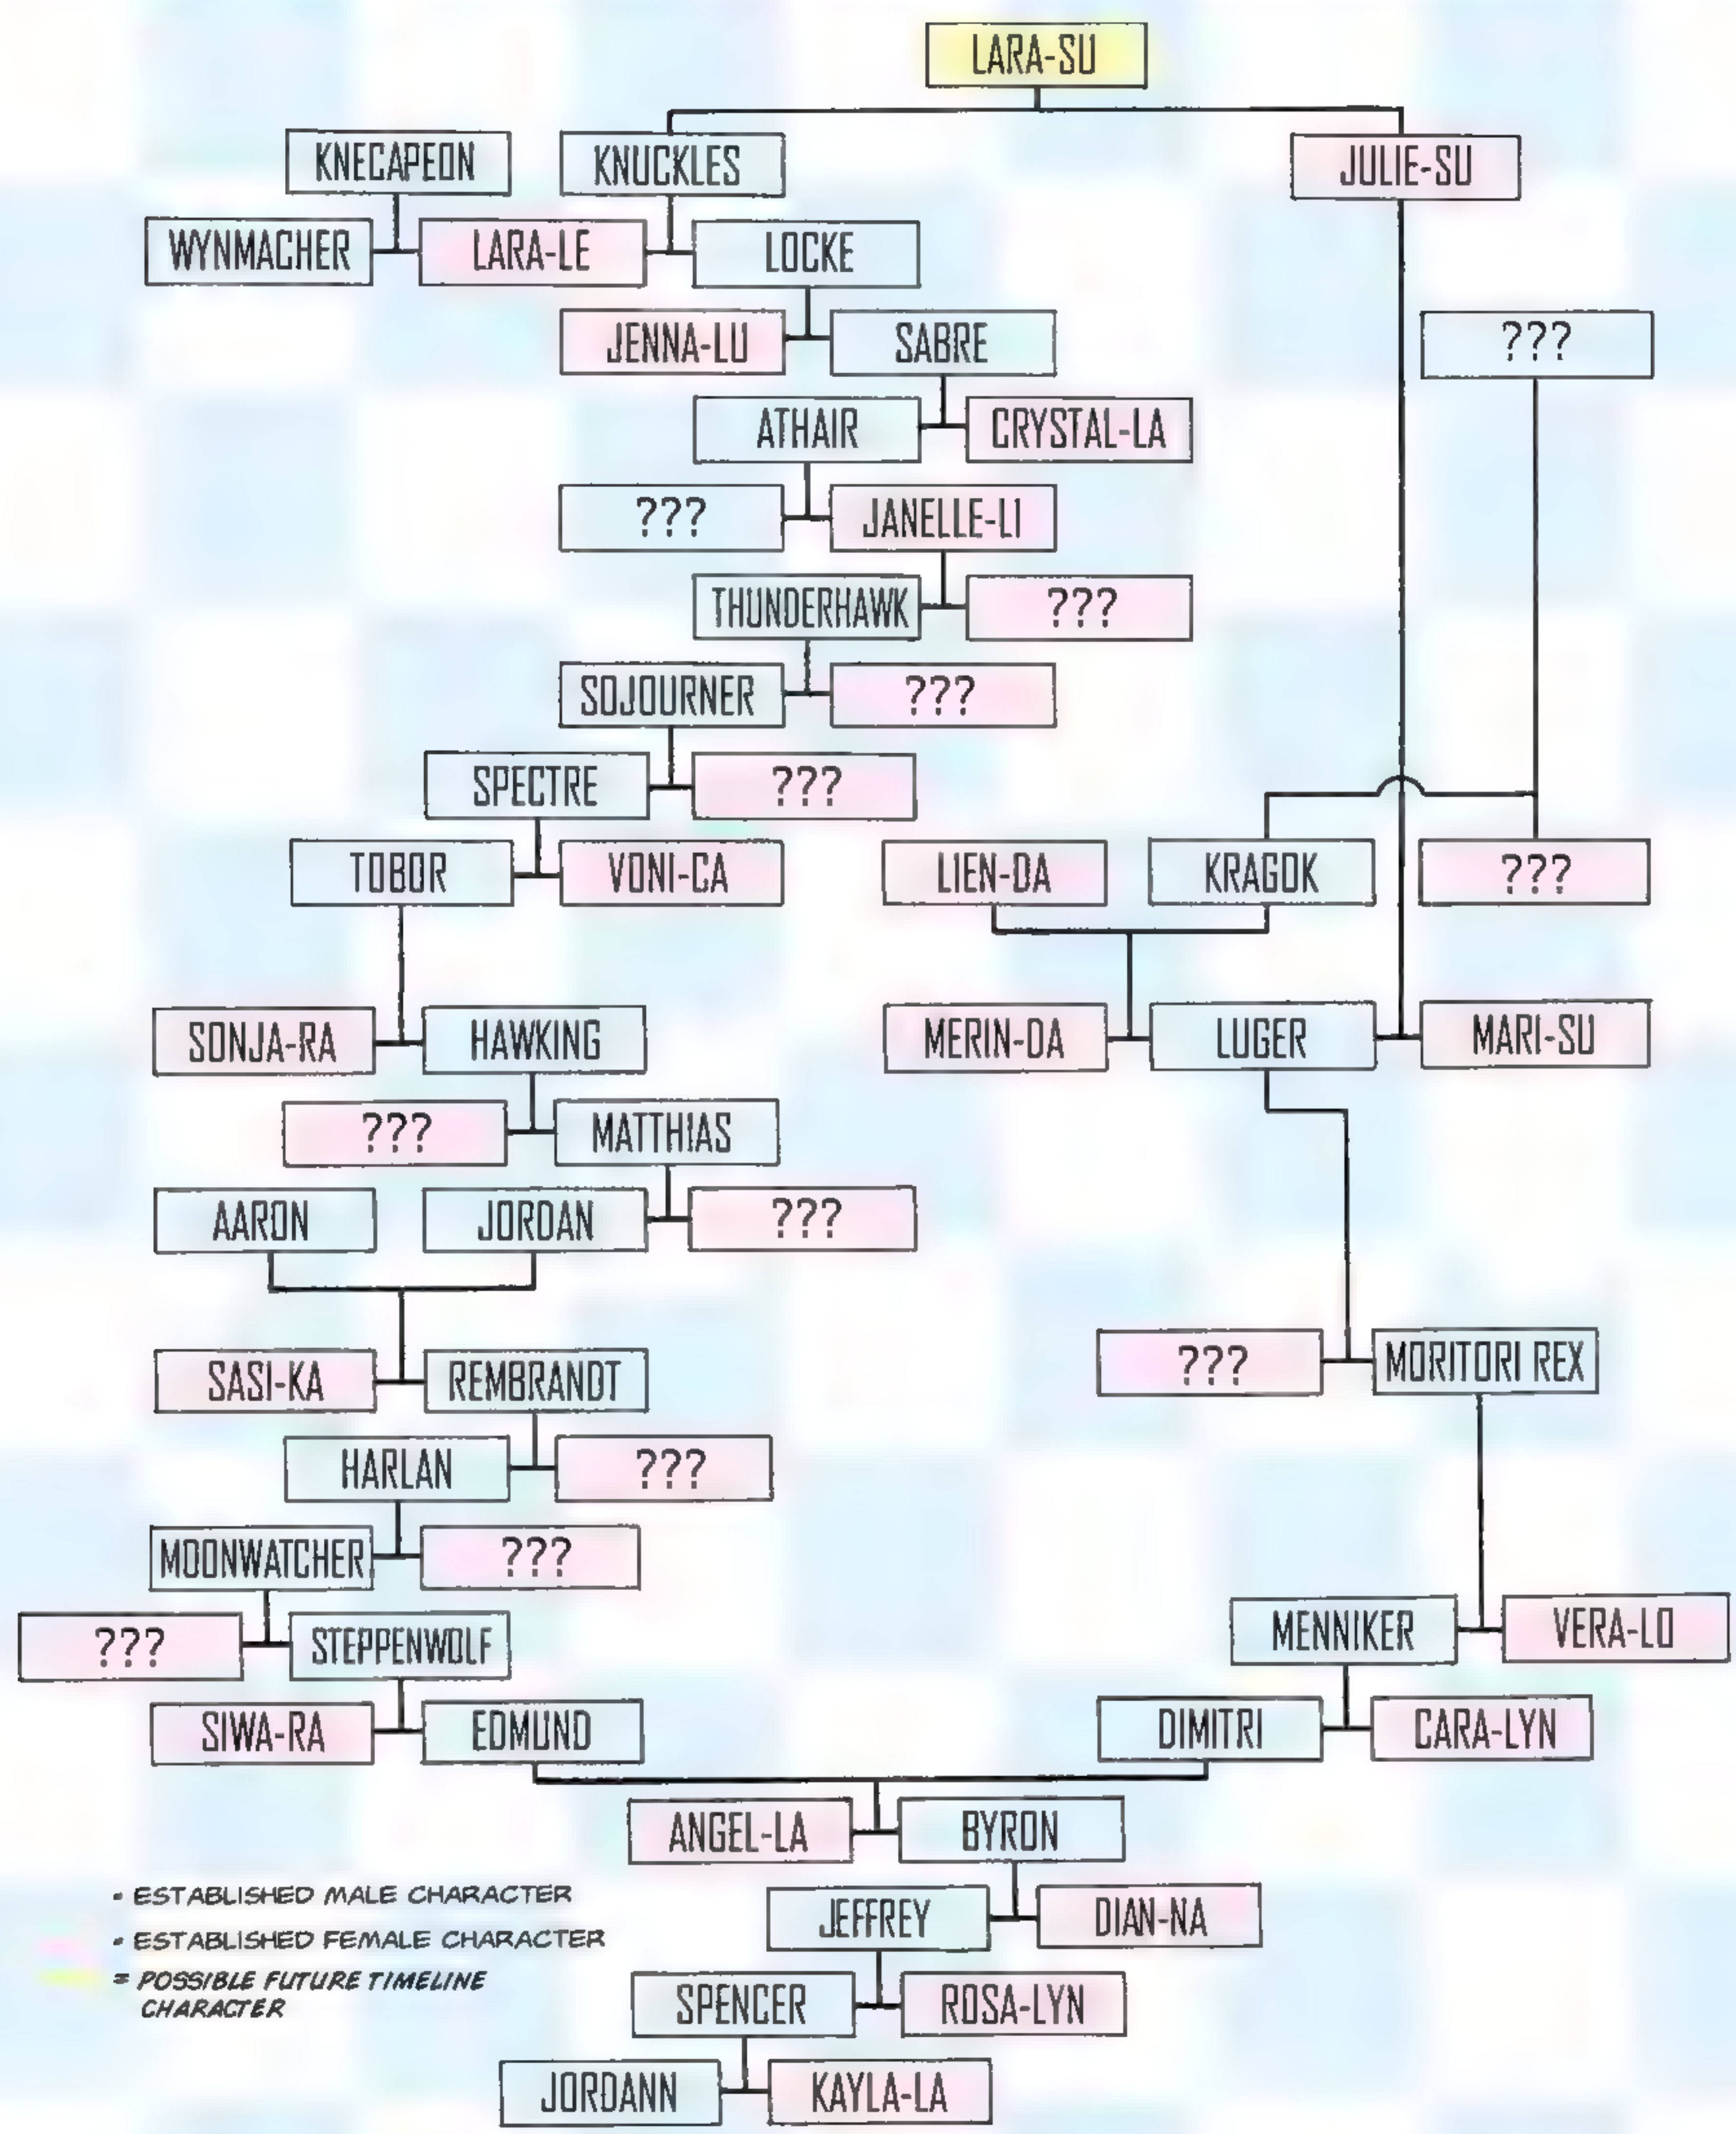 LARA-SU
KNECAPEON
KNUCKLES
JULIE-SU
WYNMACHER
LARA-LE
LOCKE
JENNA-LU
SABRE
???
ATHAIR
CRYSTAL-LA
???
JANELLE-LI
THUNDERHAWK
???
SOJOURNER
???
SPECTRE
???
TOBOR
VONI-CA
LIEN-DA
KRAGOK
???
SONJA-RA
HAWKING
MERIN-DA
LUGER
MARI-SU
???
MATTHIAS
AARON
JORDAN
???
SASI-KA
REMBRANDT
???
MORITORI REX
HARLAN
???
MOONWATCHER
???
???
STEPPENWOLF
MENNIKER
VERA-LO
SIWA-RA
EDMUND
DIMITRI
CARA-LYN
ANGEL-LA
BYRON
JEFFREY
DIAN-NA
SPENCER
ROSA-LYN
JORDANN
KAYLA-LA
- ESTABLISHED MALE CHARACTER
- ESTABLISHED FEMALE CHARACTER
= POSSIBLE FUTURE TIMELINE
CHARACTER